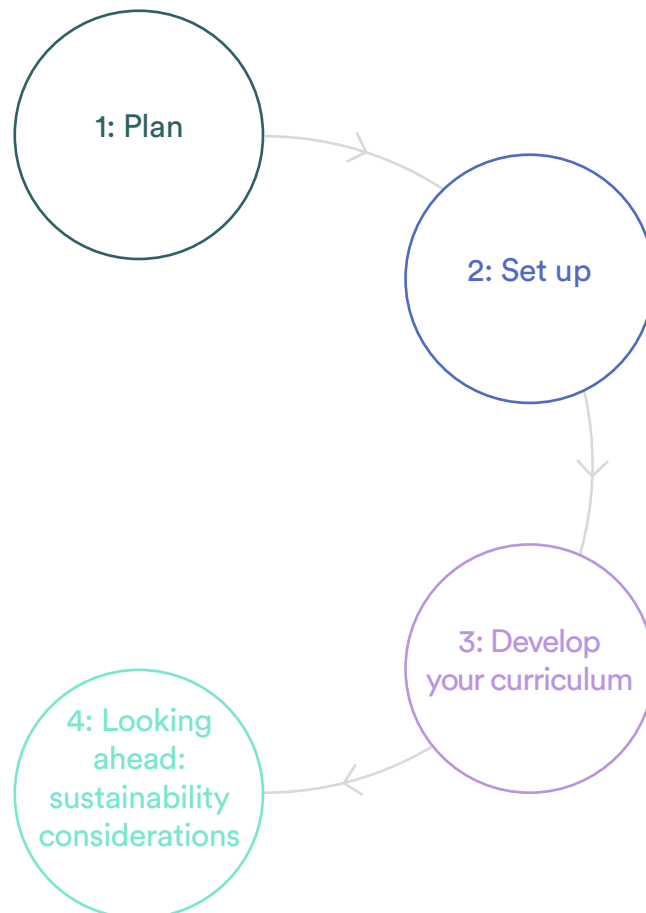 1: Plan
2: Set up
3: Develop
your curriculum
4: Looking
ahead:
sustainability
considerations